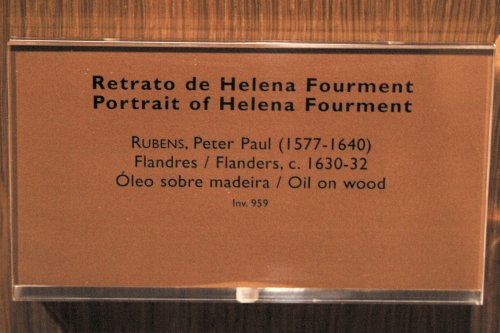 Retrato de Helena Fourment
Portrait of Helena Fourment
RUBENS, Peter Paul (1577-1640)
Flandres / Flanders, c. 1630-32
Óleo sobre madeira / Oil on wood
Inv. 959